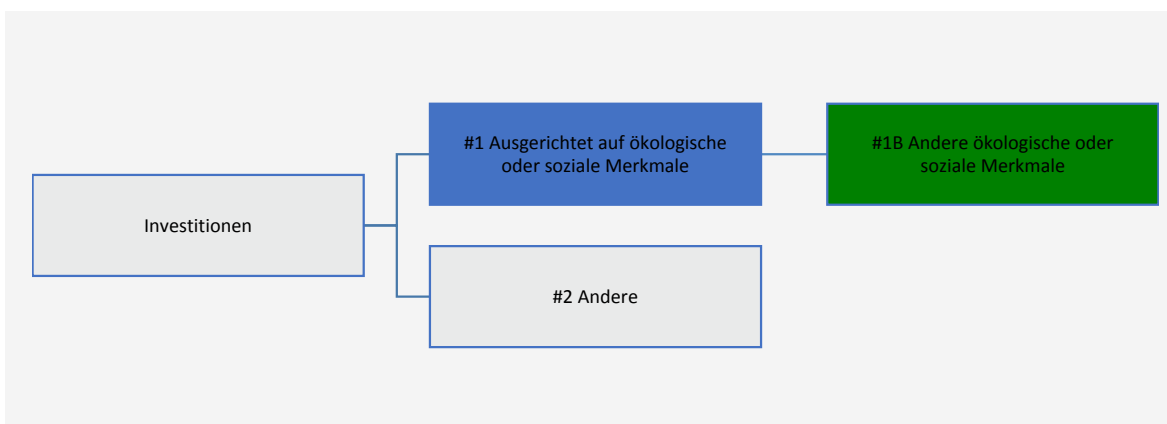 Investitionen
#1 Ausgerichtet auf ökologische
oder soziale Merkmale
#1B Andere ökologische oder
soziale Merkmale
#2 Andere